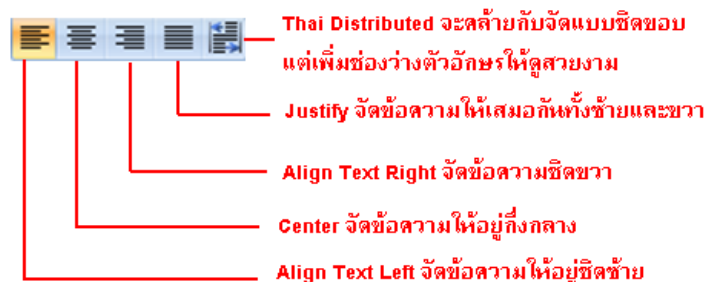 Thai Distributed จะคล้ายกับจัดแบบชิดขอบ
แต่เพิ่มช่องว่างตัวอักษรให้ดูสวยงาม
Justify จัดข้อความให้เสมอกันทั้งซ้ายและขวา
Align Text Right จัดข้อความชิดขวา
Center จัดข้อความให้อยู่กึ่งกลาง
Align Text Left จัดข้อความให้อยู่ชิดซ้าย